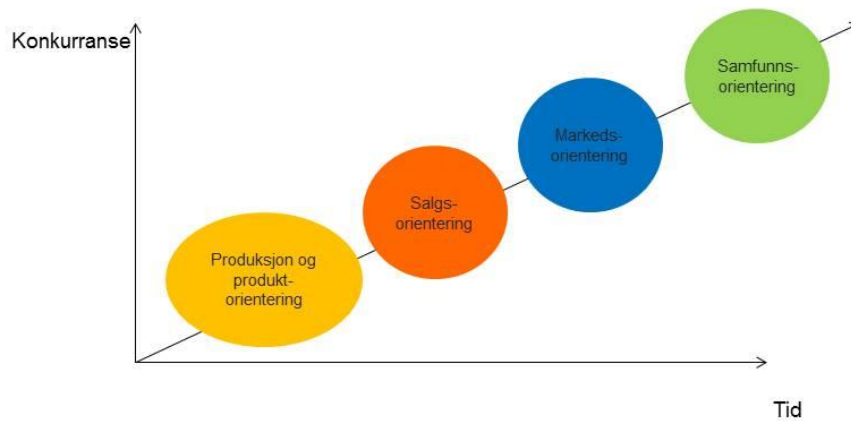 Konkurranse
Samfunns-
orientering
Markeds-
orientering
Salgs-
orientering
Produksjon og
produkt-
orientering
Tid